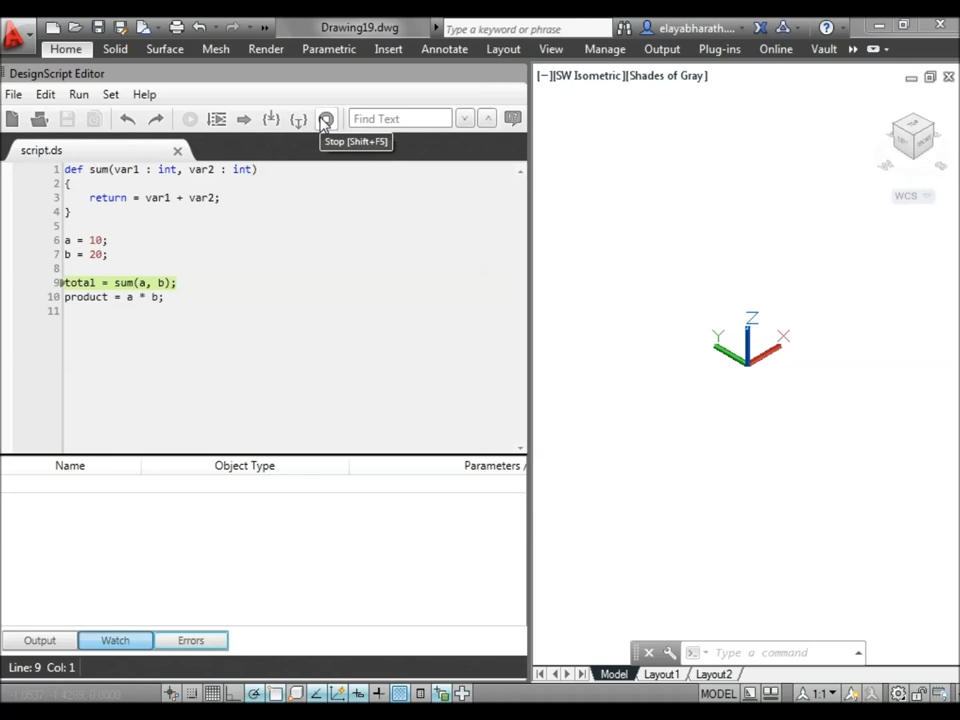 Drawing19.dwg
Type a keyword or phrase
elayabharath....
Home Solid Surface Mesh Render Parametric Insert Annotate Layout View Manage Output Plug-ins Online Vault
DesignScript Editor
[−][SW Isometric][Shades of Gray]
File Edit Run Set Help
Find Text
Stop [Shift+F5]
script.ds
1 def sum(var1 : int, var2 : int)
2 {
3 return = var1 + var2;
4 }
5
6 a = 10;
7 b = 20;
8
9 total = sum(a, b);
10 product = a * b;
11
WCS
Z
Y X
Name Object Type Parameters /
Output Watch Errors
Type a command
Line: 9 Col: 1
Model Layout1 Layout2
MODEL 1:1